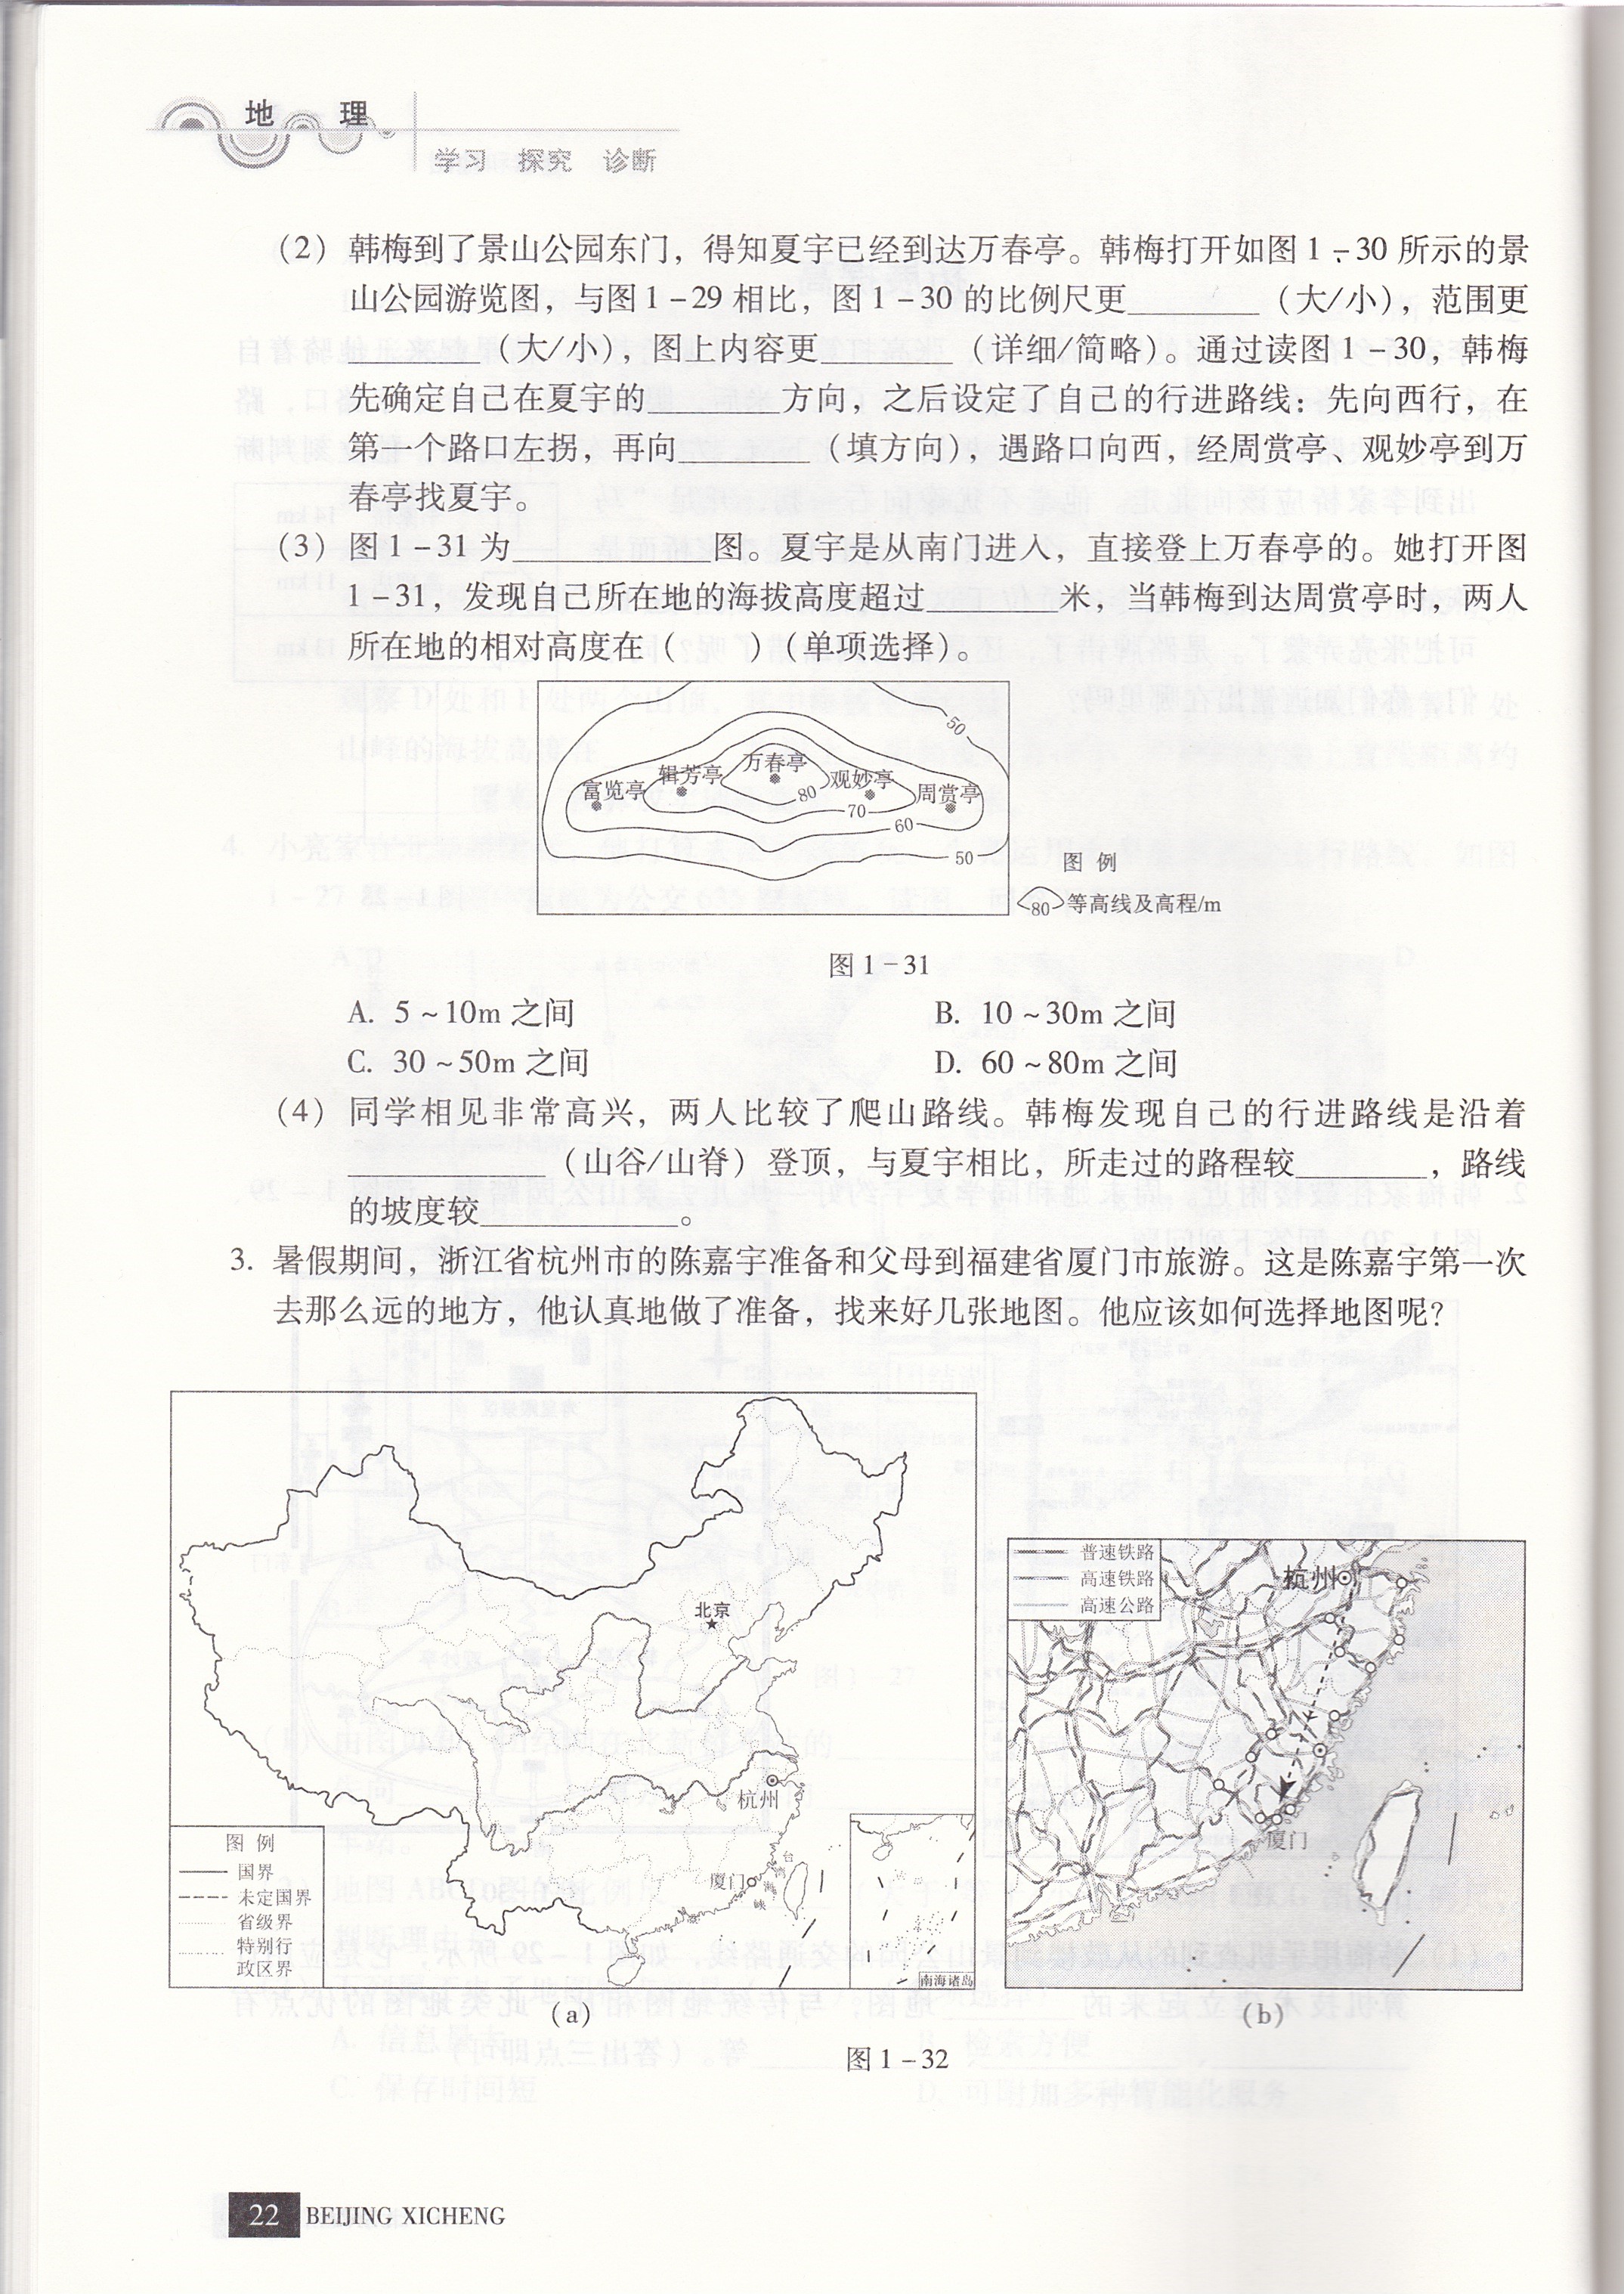 地 理
学习 探究 诊断
（2）韩梅到了景山公园东门，得知夏宇已经到达万春亭。韩梅打开如图 1－30 所示的景
山公园游览图，与图 1－29 相比，图 1－30 的比例尺更________（大/小），范围更
________（大/小），图上内容更________（详细/简略）。通过读图 1－30，韩梅
先确定自己在夏宇的________方向，之后设定了自己的行进路线：先向西行，在
第一个路口左拐，再向________（填方向），遇路口向西，经周赏亭、观妙亭到万
春亭找夏宇。
（3）图 1－31 为____________图。夏宇是从南门进入，直接登上万春亭的。她打开图
1－31，发现自己所在地的海拔高度超过________米，当韩梅到达周赏亭时，两人
所在地的相对高度在（ ）（单项选择）。
50
万春亭
辑芳亭
观妙亭
富览亭
周赏亭
80
70
60
50
图 例
80 等高线及高程/m
图 1－31
A. 5～10m 之间 B. 10～30m 之间
C. 30～50m 之间 D. 60～80m 之间
（4）同学相见非常高兴，两人比较了爬山路线。韩梅发现自己的行进路线是沿着
____________（山谷/山脊）登顶，与夏宇相比，所走过的路程较________，路线
的坡度较____________。
3. 暑假期间，浙江省杭州市的陈嘉宇准备和父母到福建省厦门市旅游。这是陈嘉宇第一次
去那么远的地方，他认真地做了准备，找来好几张地图。他应该如何选择地图呢？
北京
杭州
厦门
台
湾
海
峡
图 例
国界
未定国界
省级界
特别行
政区界
南海诸岛
(a)
普速铁路
高速铁路
高速公路
杭州
厦门
(b)
图 1－32
22 BEIJING XICHENG